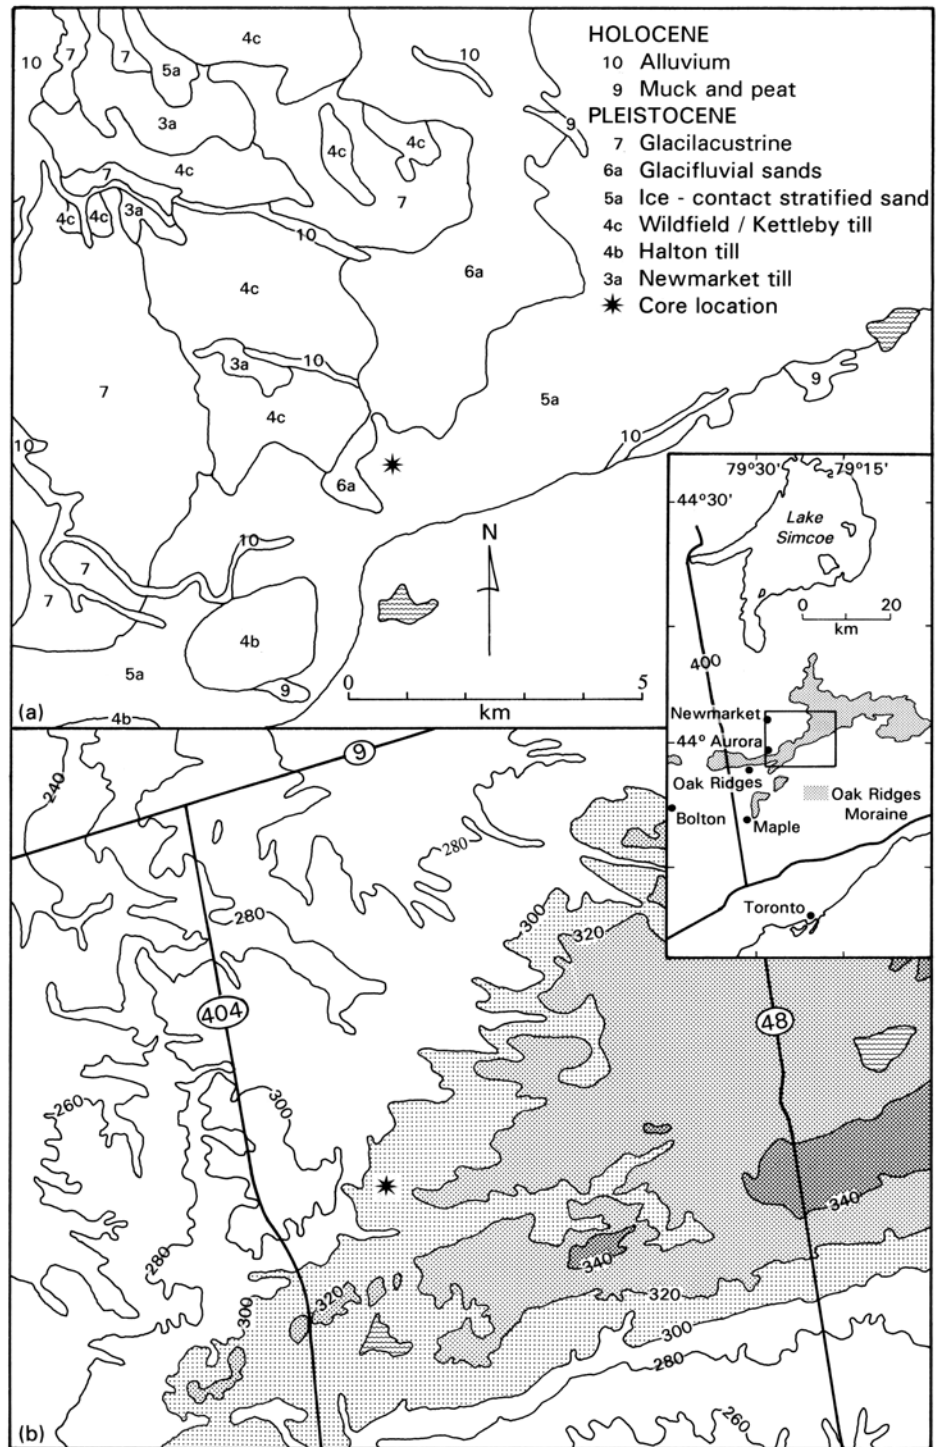 HOLOCENE
10 Alluvium
9 Muck and peat
PLEISTOCENE
7 Glacilacustrine
6a Glacifluvial sands
5a Ice - contact stratified sand
4c Wildfield / Kettleby till
4b Halton till
3a Newmarket till
Core location
10
7
7
5a
4c
10
9
3a
4c
4c
7
4c
7
4c
4c
3a
10
6a
4c
3a
10
7
4c
5a
9
10
10
6a
10
7
7
4b
5a
9
4b
N
0 5
km
(a)
79°30' 79°15'
44°30'
Lake
Simcoe
0 20
km
400
Newmarket
44° Aurora
Oak Ridges
Oak Ridges
Moraine
Bolton
Maple
Toronto
9
240
280
280
300
320
404
48
260
300
340
280
340
320
320
300
300
280
260
(b)